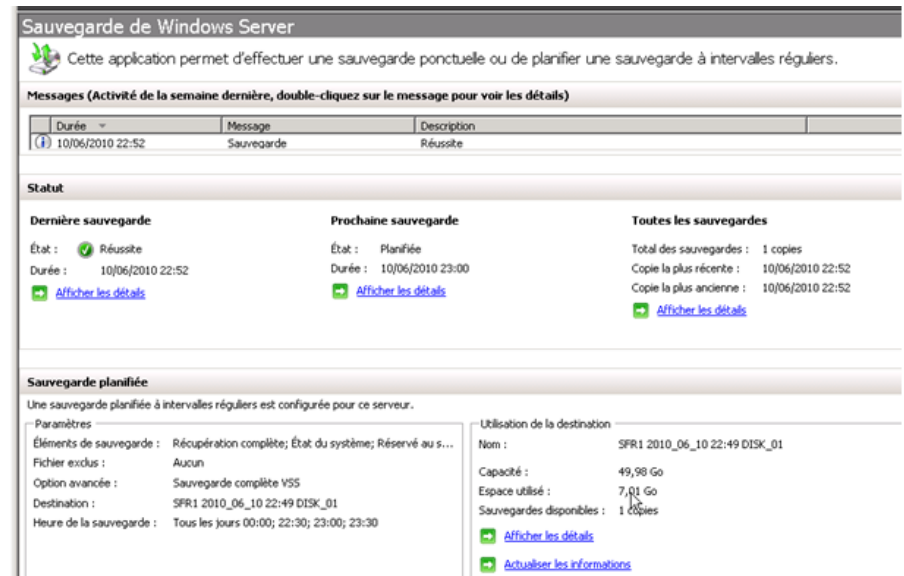 Sauvegarde de Windows Server
Cette application permet d'effectuer une sauvegarde ponctuelle ou de planifier une sauvegarde à intervalles réguliers.
Messages (Activité de la semaine dernière, double-cliquez sur le message pour voir les détails)
Durée Message Description
10/06/2010 22:52 Sauvegarde Réussite
Statut
Dernière sauvegarde
État : Réussite
Durée : 10/06/2010 22:52
Afficher les détails
Prochaine sauvegarde
État : Planifiée
Durée : 10/06/2010 23:00
Afficher les détails
Toutes les sauvegardes
Total des sauvegardes : 1 copies
Copie la plus récente : 10/06/2010 22:52
Copie la plus ancienne : 10/06/2010 22:52
Afficher les détails
Sauvegarde planifiée
Une sauvegarde planifiée à intervalles réguliers est configurée pour ce serveur.
Paramètres
Éléments de sauvegarde : Récupération complète; État du système; Réservé au s...
Fichier exclus : Aucun
Option avancée : Sauvegarde complète VSS
Destination : SFR1 2010_06_10 22:49 DISK_01
Heure de la sauvegarde : Tous les jours 00:00; 22:30; 23:00; 23:30
Utilisation de la destination
Nom : SFR1 2010_06_10 22:49 DISK_01
Capacité : 49,98 Go
Espace utilisé : 7,01 Go
Sauvegardes disponibles : 1 copies
Afficher les détails
Actualiser les informations